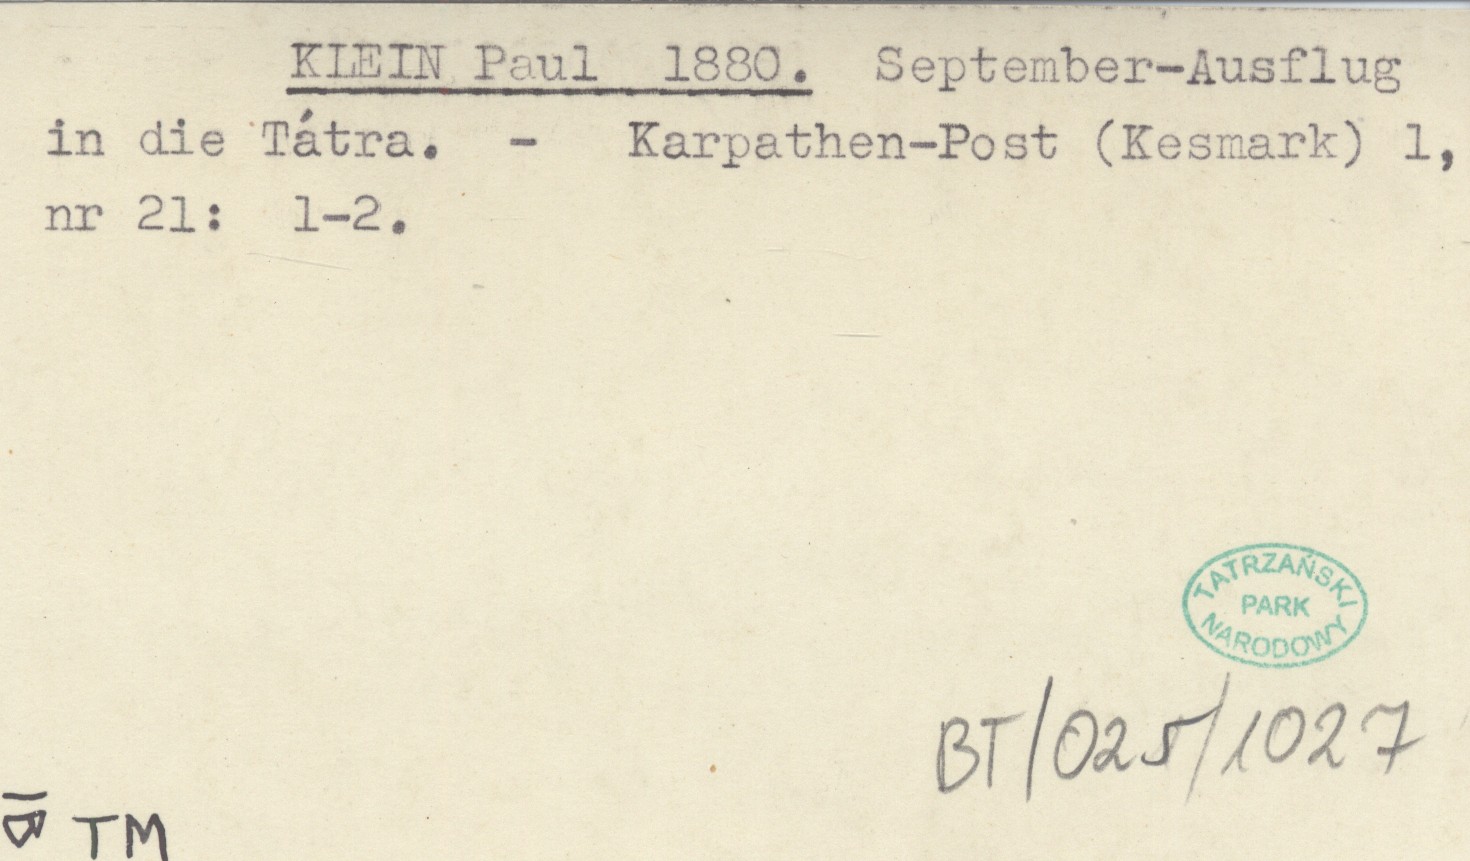 KLEIN Paul 1880. September-Ausflug
in die Tátra. - Karpathen-Post (Kesmark) 1,
nr 21: 1-2.
TATRZAŃSKI
PARK
NARODOWY
BT/025/1027
TM